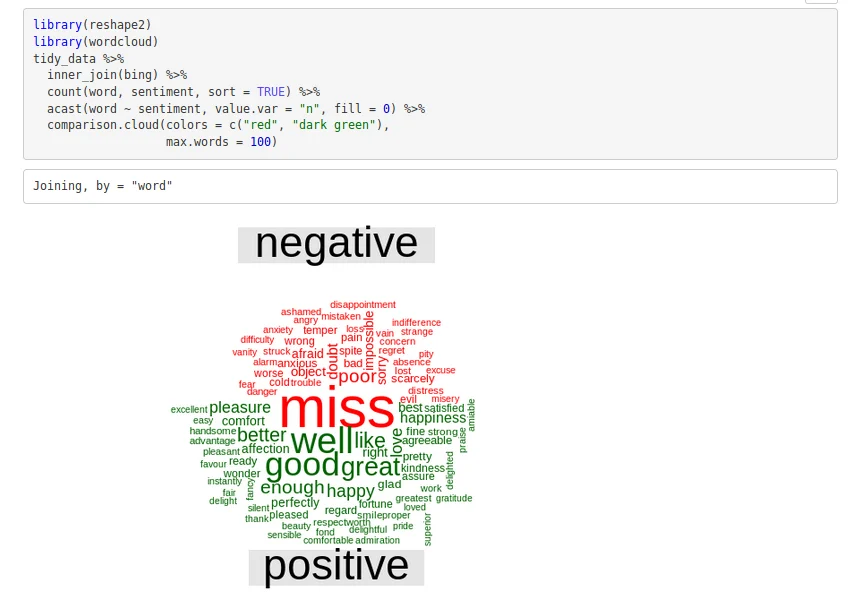 library(reshape2)
library(wordcloud)
tidy_data %>%
  inner_join(bing) %>%
  count(word, sentiment, sort = TRUE) %>%
  acast(word ~ sentiment, value.var = "n", fill = 0) %>%
  comparison.cloud(colors = c("red", "dark green"),
                   max.words = 100)
Joining, by = "word"
negative
disappointment
ashamed
angry
mistaken
impossible
indifference
anxiety
temper
loss
vain
strange
difficulty
wrong
pain
concern
vanity
struck
afraid
doubt
spite
regret
pity
alarm
anxious
bad
sorry
absence
worse
object
lost
excuse
fear
cold
trouble
poor
scarcely
danger
distress
miss
evil
misery
excellent
pleasure
best
satisfied
amiable
easy
comfort
happiness
handsome
better
well
like
love
fine
strong
praise
advantage
agreeable
pleasant
affection
right
pretty
favour
ready
good
great
kindness
delighted
wonder
assure
instantly
fancy
enough
happy
glad
work
fair
delight
greatest
gratitude
silent
perfectly
fortune
loved
thank
pleased
regard
smile
proper
superior
beauty
respect
worth
pride
sensible
fond
delightful
comfortable
admiration
positive